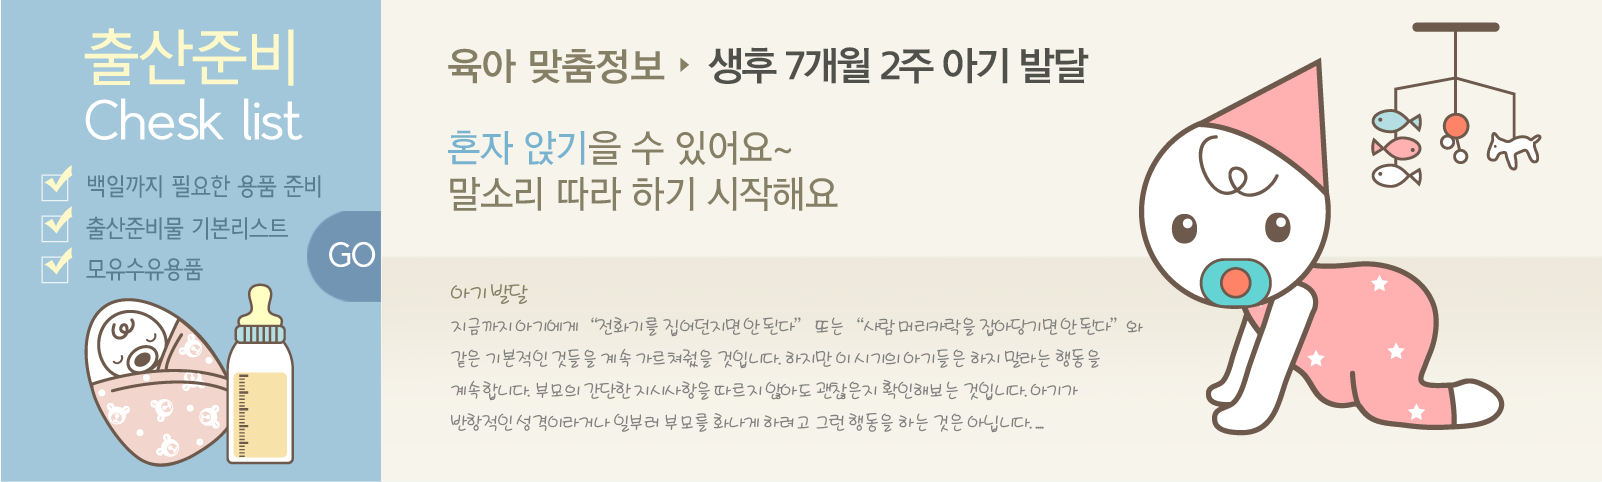 출산준비
Chesk list
백일까지 필요한 용품 준비
출산준비물 기본리스트
모유수유용품
GO
육아 맞춤정보 ▸ 생후 7개월 2주 아기 발달
혼자 앉기을 수 있어요~
말소리 따라 하기 시작해요
아기 발달
지금까지 아기에게 “전화기를 집어던지면 안 된다” 또는 “사람 머리카락을 잡아당기면 안 된다” 와
같은 기본적인 것들을 계속 가르쳐줬을 것입니다. 하지만 이 시기의 아기들은 하지 말라는 행동을
계속합니다. 부모의 간단한 지시사항을 따르지 않아도 괜찮은지 확인해보는 것입니다. 아기가
반항적인 성격이라거나 일부러 부모를 화나게 하려고 그런 행동을 하는 것은 아닙니다. ...